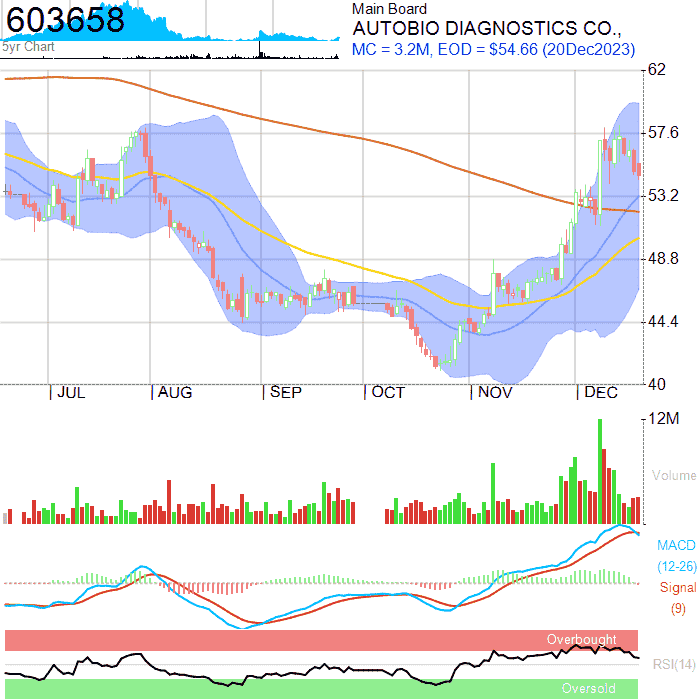 603658
5yr Chart
Main Board
AUTOBIO DIAGNOSTICS CO.,
MC = 3.2M, EOD = $54.66 (20Dec2023)
62
57.6
53.2
48.8
44.4
40
JUL
AUG
SEP
OCT
NOV
DEC
12M
Volume
MACD
(12-26)
Signal
(9)
Overbought
RSI(14)
Oversold